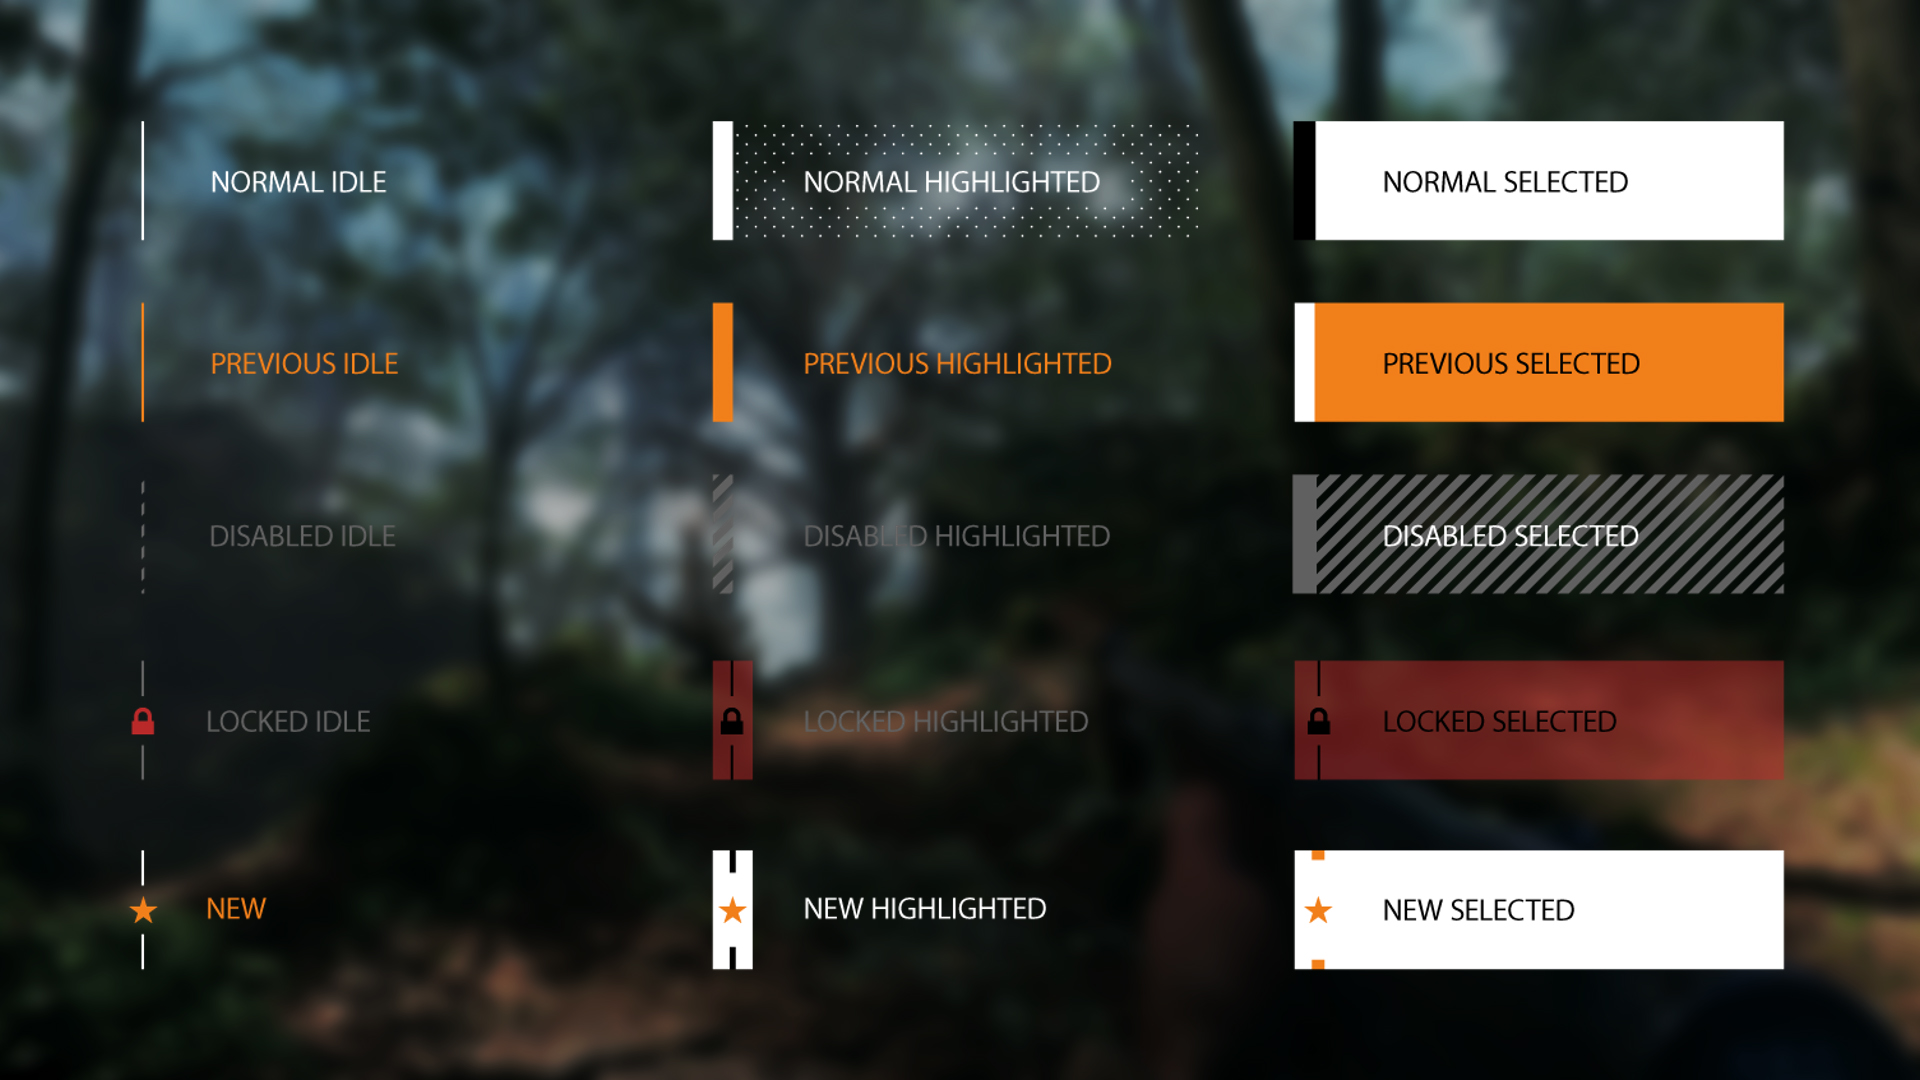 NORMAL IDLE
NORMAL HIGHLIGHTED
NORMAL SELECTED
PREVIOUS IDLE
PREVIOUS HIGHLIGHTED
PREVIOUS SELECTED
DISABLED IDLE
DISABLED HIGHLIGHTED
DISABLED SELECTED
LOCKED IDLE
LOCKED HIGHLIGHTED
LOCKED SELECTED
NEW
NEW HIGHLIGHTED
NEW SELECTED